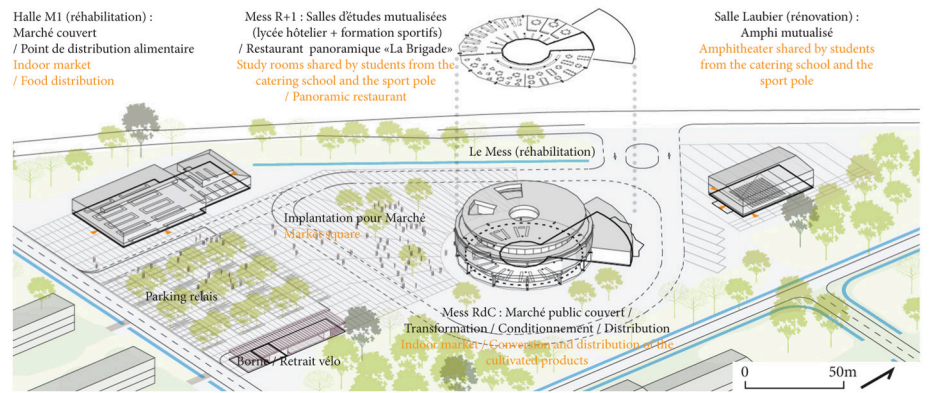 Halle M1 (réhabilitation) :
Marché couvert
/ Point de distribution alimentaire
Indoor market
/ Food distribution
Mess R+1 : Salles d'études mutualisées
(lycée hôtelier + formation sportifs)
/ Restaurant panoramique «La Brigade»
Study rooms shared by students from the
catering school and the sport pole
/ Panoramic restaurant
Salle Laubier (rénovation) :
Amphi mutualisé
Amphitheater shared by students
from the catering school and the
sport pole
Le Mess (réhabilitation)
Implantation pour Marché
Market square
Parking relais
Mess RdC : Marché public couvert /
Transformation / Conditionnement / Distribution
Indoor market / Conversion and distribution of the
cultivated products
Borne / Retrait vélo
0 50m